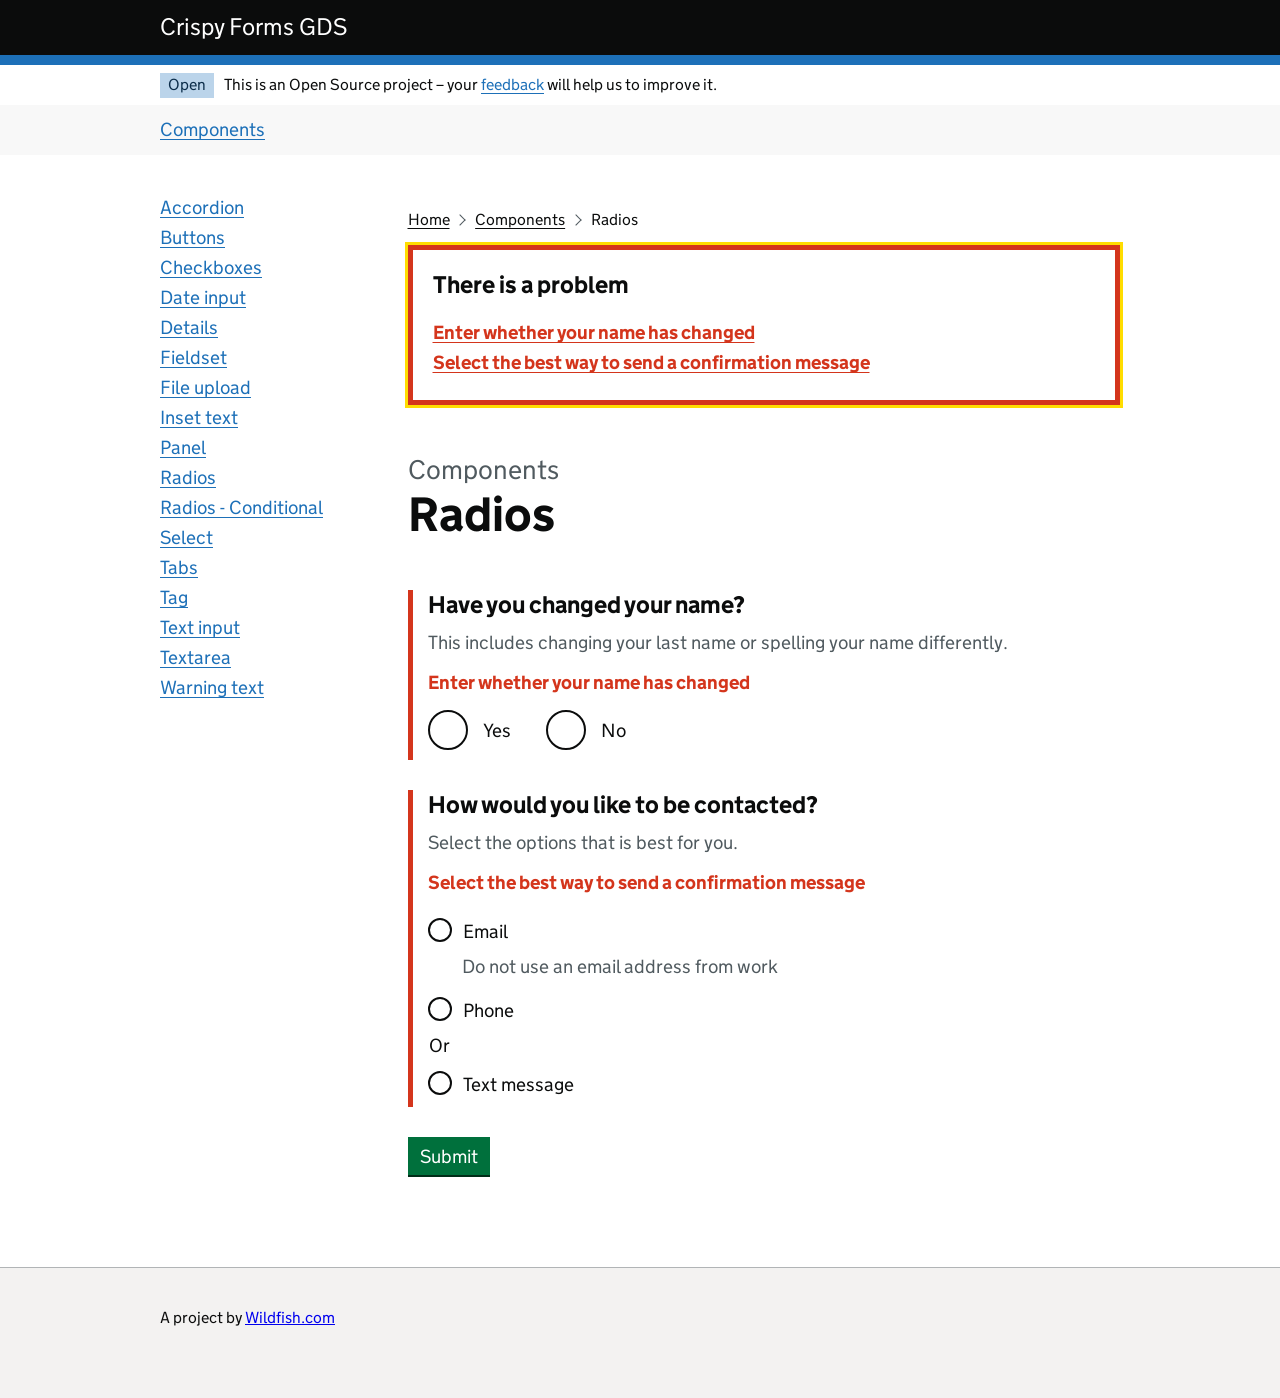 Crispy Forms GDS
Open This is an Open Source project – your feedback will help us to improve it.
Components
Accordion
Buttons
Checkboxes
Date input
Details
Fieldset
File upload
Inset text
Panel
Radios
Radios - Conditional
Select
Tabs
Tag
Text input
Textarea
Warning text
Home Components Radios
There is a problem
Enter whether your name has changed
Select the best way to send a confirmation message
Components
Radios
Have you changed your name?
This includes changing your last name or spelling your name differently.
Enter whether your name has changed
Yes No
How would you like to be contacted?
Select the options that is best for you.
Select the best way to send a confirmation message
Email
Do not use an email address from work
Phone
Or
Text message
Submit
A project by Wildfish.com